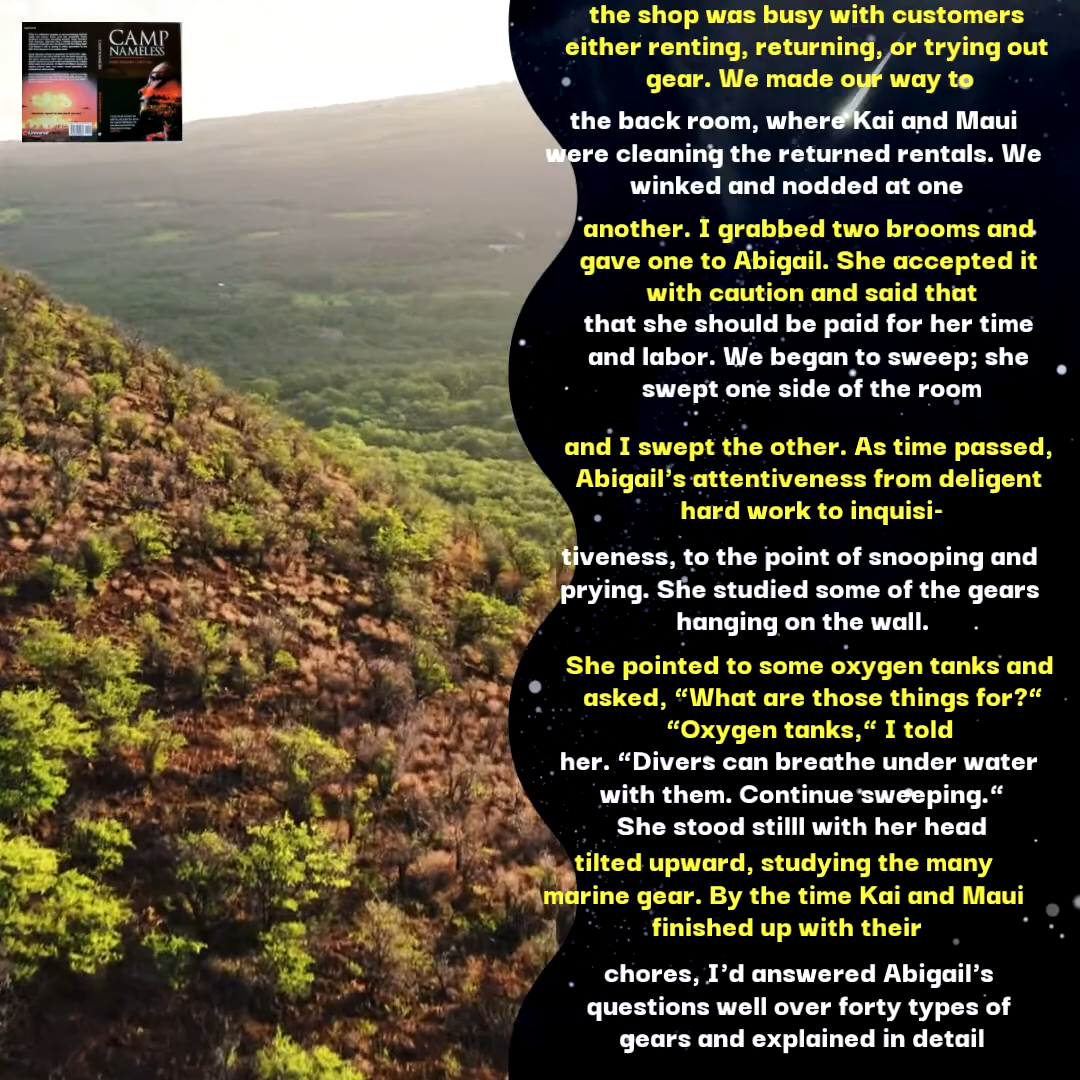 CAMP
NAMELESS
the shop was busy with customers
either renting, returning, or trying out
gear. We made our way to
the back room, where Kai and Maui
were cleaning the returned rentals. We
winked and nodded at one
another. I grabbed two brooms and
gave one to Abigail. She accepted it
with caution and said that
that she should be paid for her time
and labor. We began to sweep; she
swept one side of the room
and I swept the other. As time passed,
Abigail’s attentiveness from deligent
hard work to inquisi-
tiveness, to the point of snooping and
prying. She studied some of the gears
hanging on the wall.
She pointed to some oxygen tanks and
asked, “What are those things for?“
“Oxygen tanks,“ I told
her. “Divers can breathe under water
with them. Continue sweeping.“
She stood stilll with her head
tilted upward, studying the many
marine gear. By the time Kai and Maui
finished up with their
chores, I’d answered Abigail’s
questions well over forty types of
gears and explained in detail